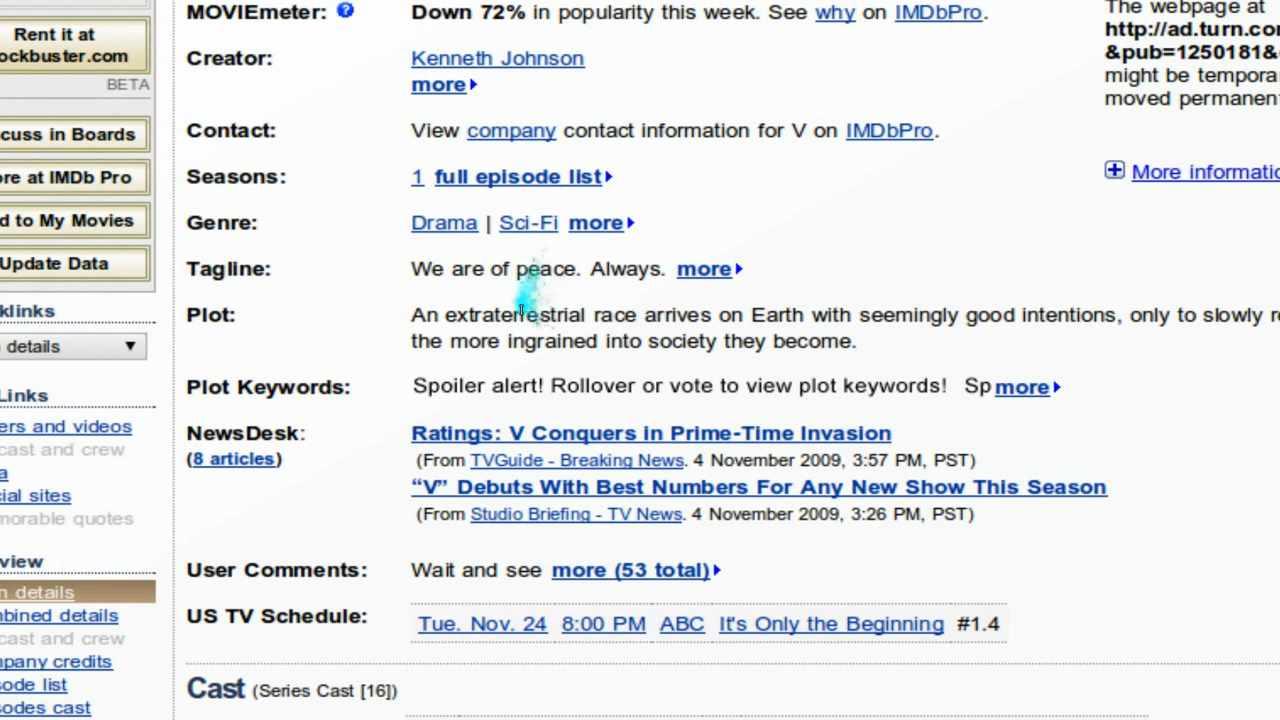 MOVIEmeter: Down 72% in popularity this week. See why on IMDbPro.
Creator: Kenneth Johnson
more
Contact: View company contact information for V on IMDbPro.
Seasons: 1 full episode list
Genre: Drama | Sci-Fi more
Tagline: We are of peace. Always. more
Plot: An extraterrestrial race arrives on Earth with seemingly good intentions, only to slowly
the more ingrained into society they become.
Plot Keywords: Spoiler alert! Rollover or vote to view plot keywords! Sp more
NewsDesk: Ratings: V Conquers in Prime-Time Invasion
(8 articles) (From TVGuide - Breaking News. 4 November 2009, 3:57 PM, PST)
“V” Debuts With Best Numbers For Any New Show This Season
(From Studio Briefing - TV News. 4 November 2009, 3:26 PM, PST)
User Comments: Wait and see more (53 total)
US TV Schedule: Tue. Nov. 24 8:00 PM ABC It's Only the Beginning #1.4
Cast (Series Cast [16])
Rent it at
ockbuster.com
BETA
cuss in Boards
re at IMDb Pro
d to My Movies
Update Data
klinks
details
Links
ers and videos
cast and crew
a
ial sites
morable quotes
view
n details
mbined details
cast and crew
mpany credits
sode list
sodes cast
The webpage at
http://ad.turn.co
&pub=1250181&
might be tempora
moved permanen
More informatio